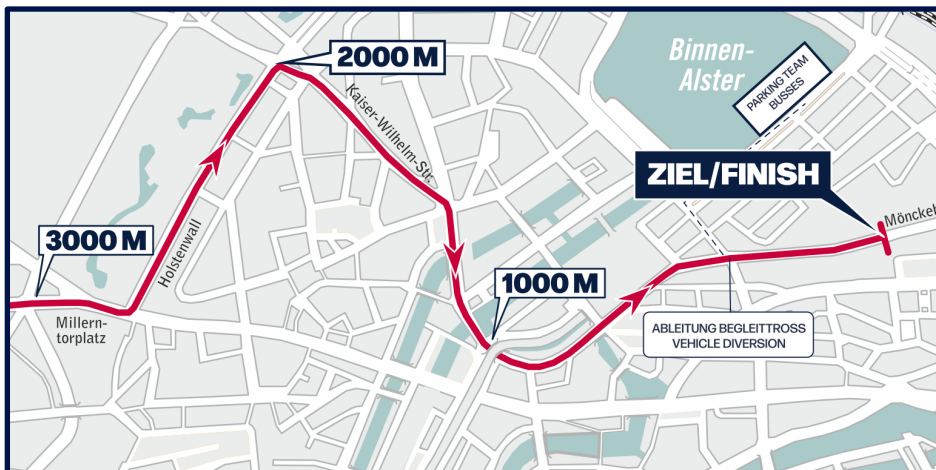 2000 M
Binnen-
Alster
PARKING TEAM
BUSSES
Kaiser-Wilhelm-Str.
ZIEL/FINISH
Mönckeb
3000 M
Holstenwall
1000 M
Millern-
torplatz
ABLEITUNG BEGLEITTROSS
VEHICLE DIVERSION